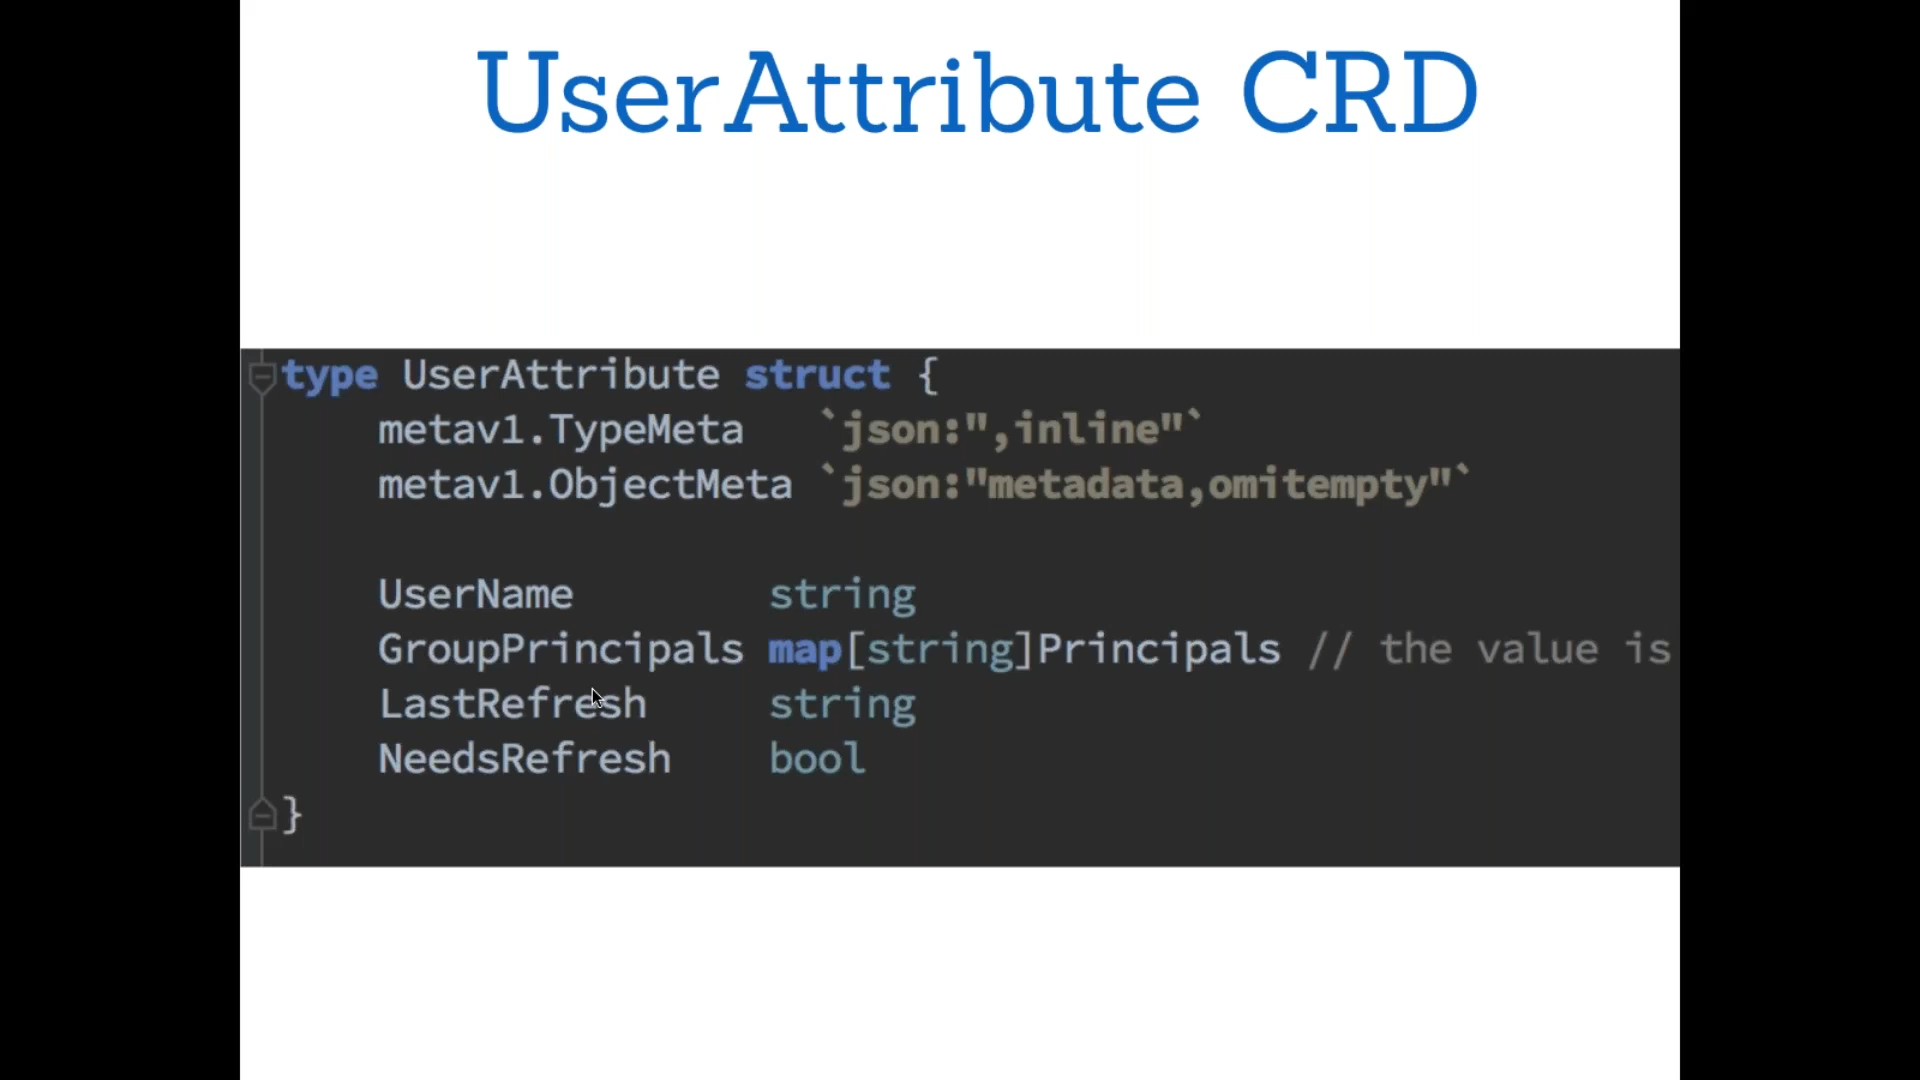 UserAttribute CRD
type UserAttribute struct {
metav1.TypeMeta `json:",inline"`
metav1.ObjectMeta `json:"metadata,omitempty"`
UserName string
GroupPrincipals map[string]Principals // the value is
LastRefresh string
NeedsRefresh bool
}